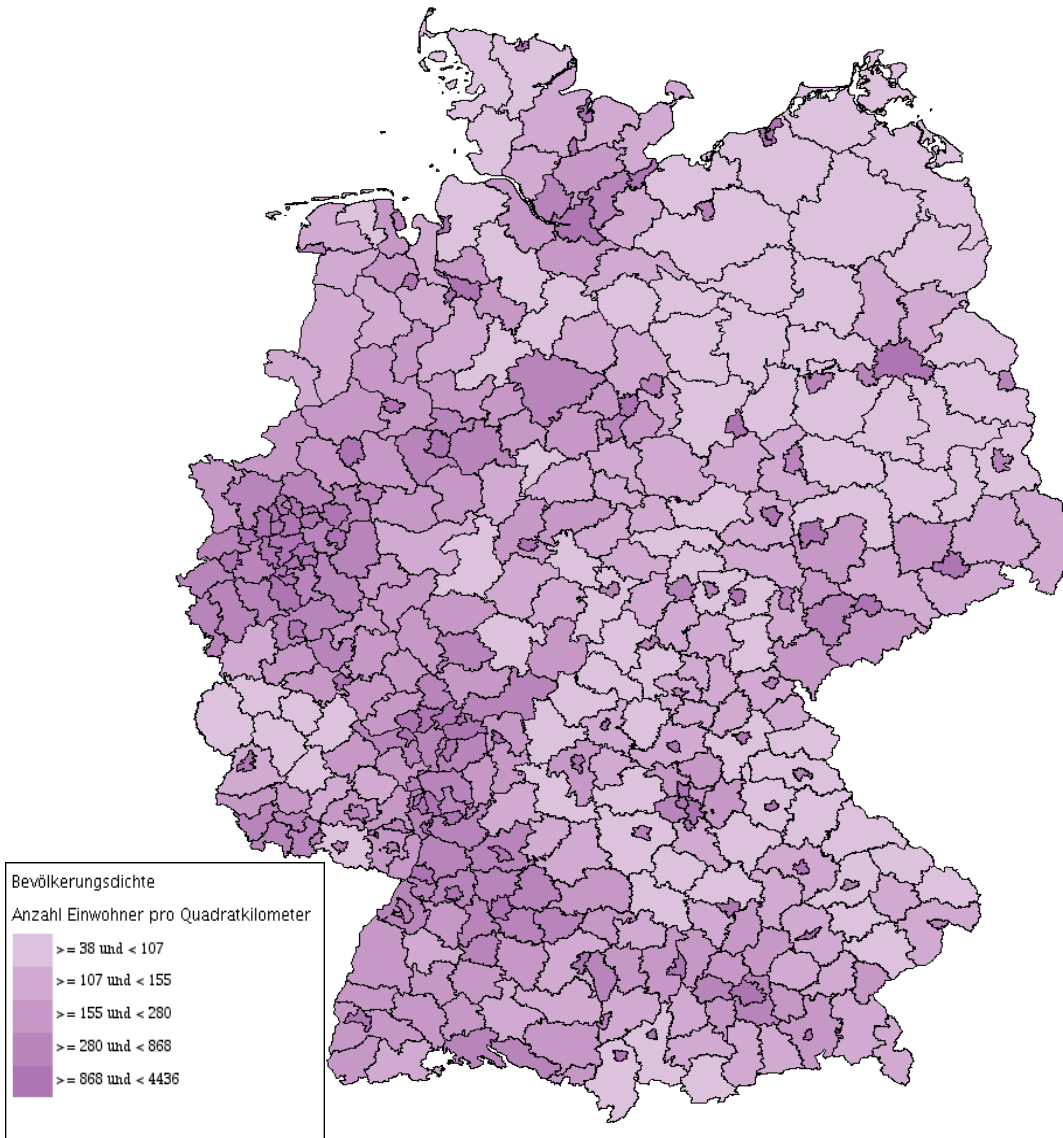 Bevölkerungsdichte
Anzahl Einwohner pro Quadratkilometer
>= 38 und < 107
>= 107 und < 155
>= 155 und < 280
>= 280 und < 868
>= 868 und < 4436